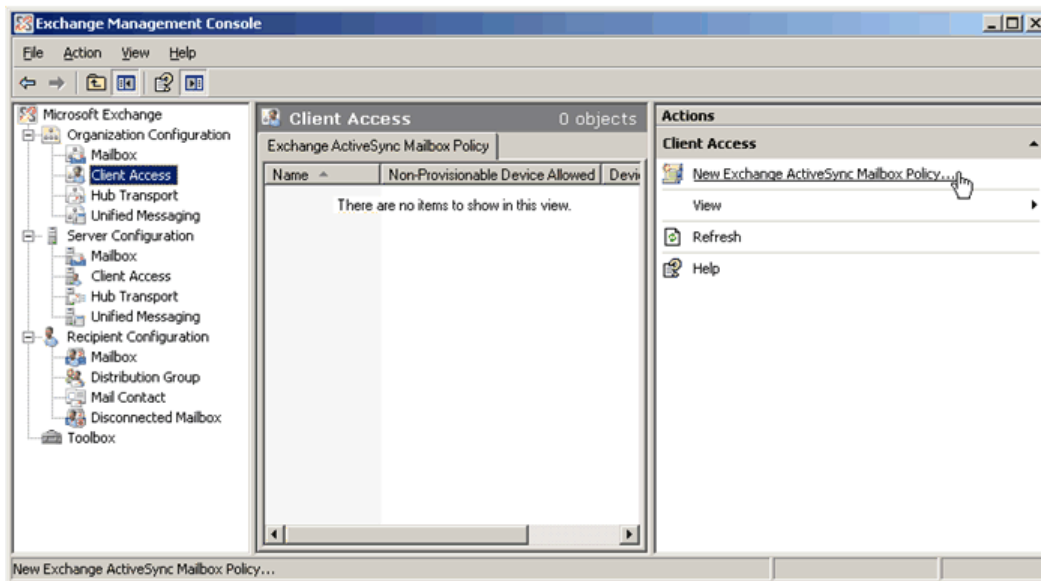 Exchange Management Console
File Action View Help
Microsoft Exchange
Organization Configuration
Mailbox
Client Access
Hub Transport
Unified Messaging
Server Configuration
Mailbox
Client Access
Hub Transport
Unified Messaging
Recipient Configuration
Mailbox
Distribution Group
Mail Contact
Disconnected Mailbox
Toolbox
Client Access 0 objects
Exchange ActiveSync Mailbox Policy
Name Non-Provisionable Device Allowed Devi
There are no items to show in this view.
Actions
Client Access
New Exchange ActiveSync Mailbox Policy...
View
Refresh
Help
New Exchange ActiveSync Mailbox Policy...